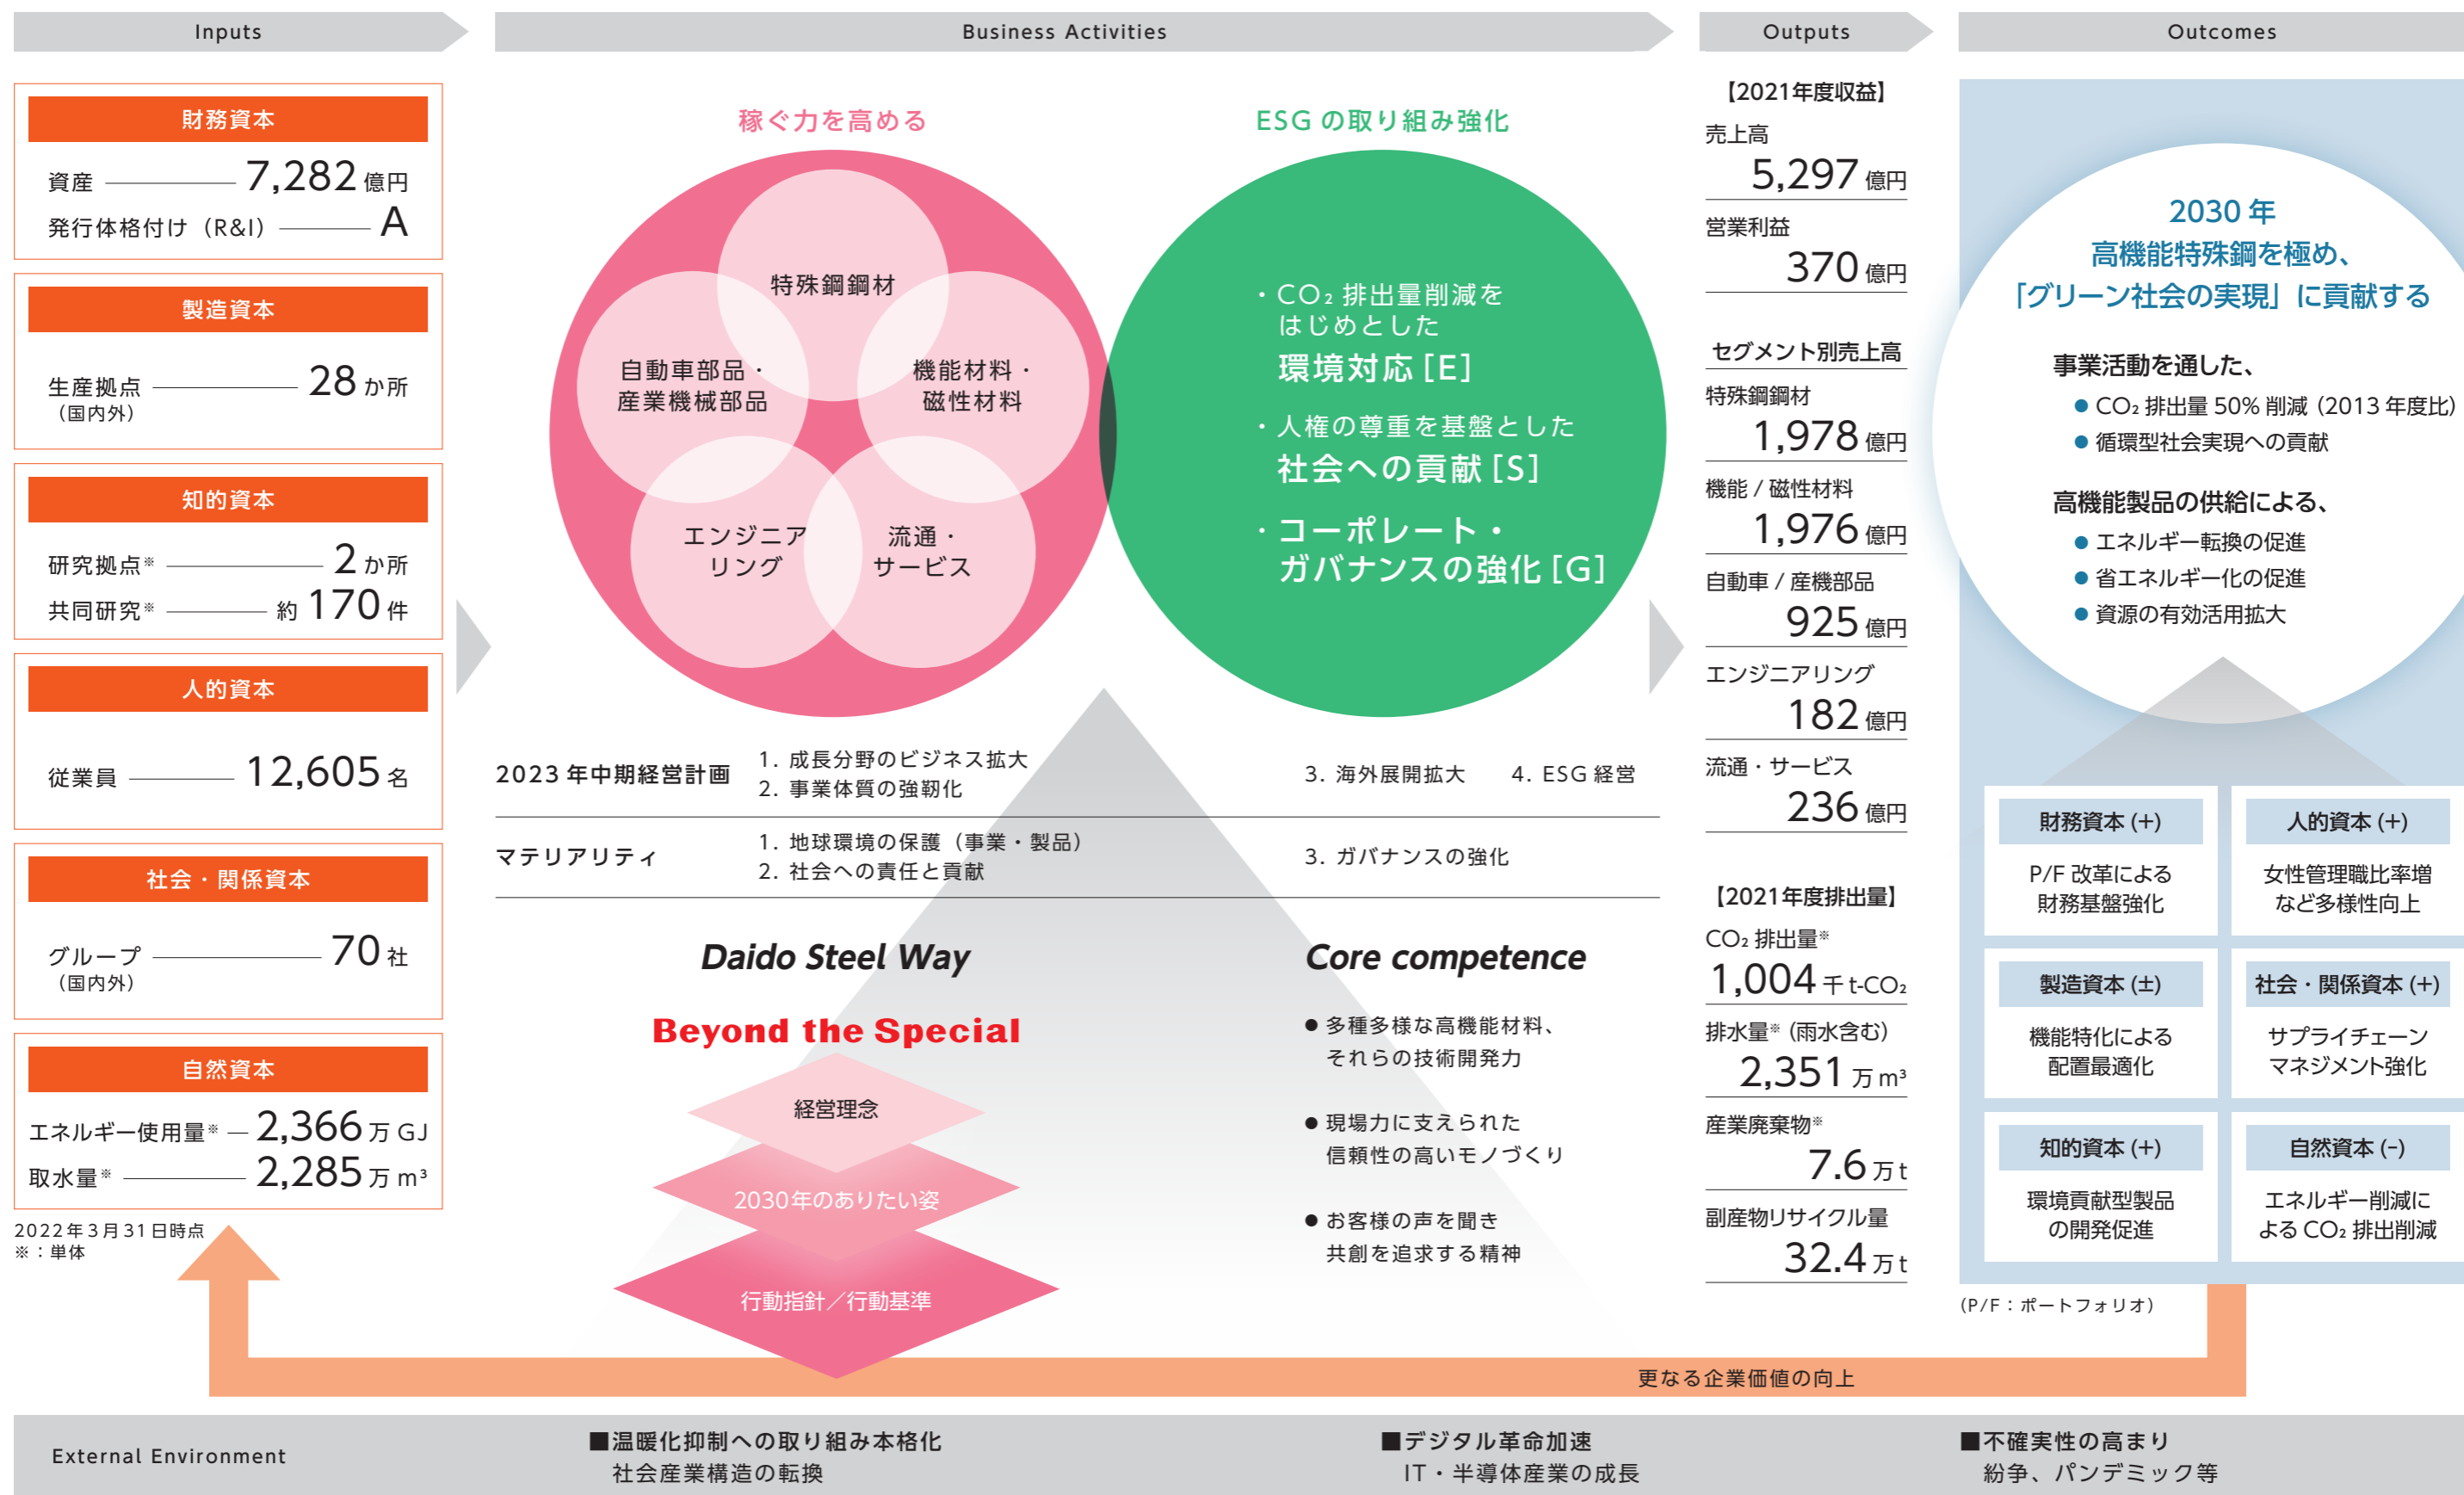 Inputs
Business Activities
Outputs
Outcomes
財務資本
資産 7,282 億円
発行体格付け（R&I） A
製造資本
生産拠点 28 か所
（国内外）
知的資本
研究拠点※ 2 か所
共同研究※ 約 170 件
人的資本
従業員 12,605 名
社会・関係資本
グループ 70 社
（国内外）
自然資本
エネルギー使用量※ 2,366 万 GJ
取水量※ 2,285 万 m³
2022年3月31日時点
※：単体
稼ぐ力を高める
特殊鋼鋼材
自動車部品・
産業機械部品
機能材料・
磁性材料
エンジニア
リング
流通・
サービス
ESG の取り組み強化
・CO₂ 排出量削減を
はじめとした
環境対応 [E]
・人権の尊重を基盤とした
社会への貢献 [S]
・コーポレート・
ガバナンスの強化 [G]
2023 年中期経営計画
1. 成長分野のビジネス拡大
2. 事業体質の強靭化
3. 海外展開拡大
4. ESG 経営
マテリアリティ
1. 地球環境の保護（事業・製品）
2. 社会への責任と貢献
3. ガバナンスの強化
Daido Steel Way
Beyond the Special
経営理念
2030年のありたい姿
行動指針／行動基準
Core competence
● 多種多様な高機能材料、
それらの技術開発力
● 現場力に支えられた
信頼性の高いモノづくり
● お客様の声を聞き
共創を追求する精神
【2021年度収益】
売上高
5,297 億円
営業利益
370 億円
セグメント別売上高
特殊鋼鋼材
1,978 億円
機能 / 磁性材料
1,976 億円
自動車 / 産機部品
925 億円
エンジニアリング
182 億円
流通・サービス
236 億円
【2021年度排出量】
CO₂ 排出量※
1,004 千 t-CO₂
排水量※（雨水含む）
2,351 万 m³
産業廃棄物※
7.6 万 t
副産物リサイクル量
32.4 万 t
2030 年
高機能特殊鋼を極め、
「グリーン社会の実現」に貢献する
事業活動を通した、
● CO₂ 排出量 50% 削減（2013 年度比）
● 循環型社会実現への貢献
高機能製品の供給による、
● エネルギー転換の促進
● 省エネルギー化の促進
● 資源の有効活用拡大
財務資本 (+)
P/F 改革による
財務基盤強化
人的資本 (+)
女性管理職比率増
など多様性向上
製造資本 (±)
機能特化による
配置最適化
社会・関係資本 (+)
サプライチェーン
マネジメント強化
知的資本 (+)
環境貢献型製品
の開発促進
自然資本 (-)
エネルギー削減に
よる CO₂ 排出削減
（P/F：ポートフォリオ）
更なる企業価値の向上
External Environment
■温暖化抑制への取り組み本格化
社会産業構造の転換
■デジタル革命加速
IT・半導体産業の成長
■不確実性の高まり
紛争、パンデミック等